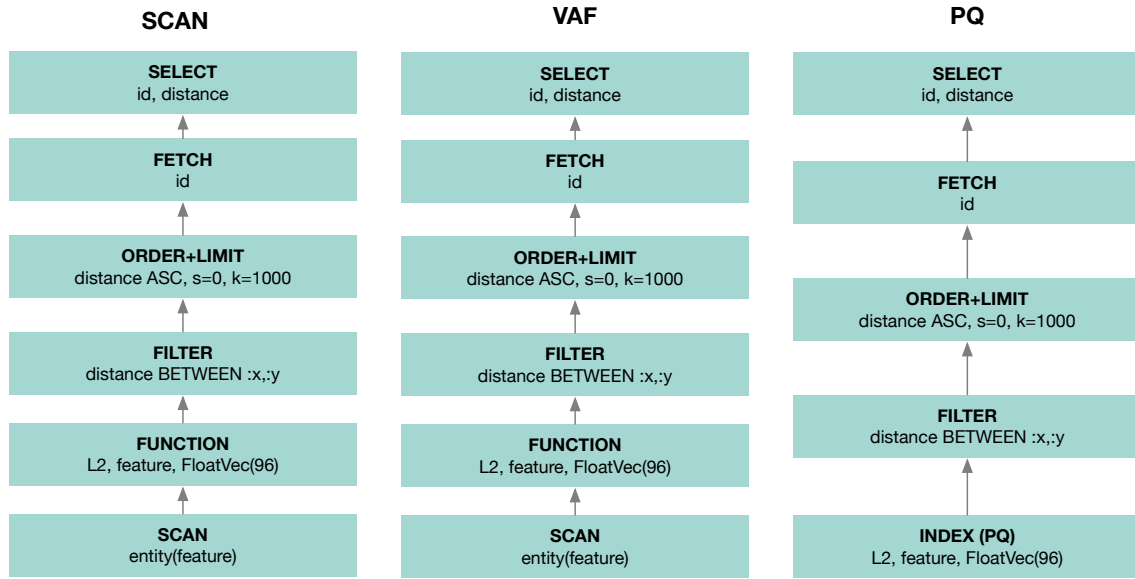 SCAN
SELECT
id, distance
FETCH
id
ORDER+LIMIT
distance ASC, s=0, k=1000
FILTER
distance BETWEEN :x,:y
FUNCTION
L2, feature, FloatVec(96)
SCAN
entity(feature)
VAF
SELECT
id, distance
FETCH
id
ORDER+LIMIT
distance ASC, s=0, k=1000
FILTER
distance BETWEEN :x,:y
FUNCTION
L2, feature, FloatVec(96)
SCAN
entity(feature)
PQ
SELECT
id, distance
FETCH
id
ORDER+LIMIT
distance ASC, s=0, k=1000
FILTER
distance BETWEEN :x,:y
INDEX (PQ)
L2, feature, FloatVec(96)